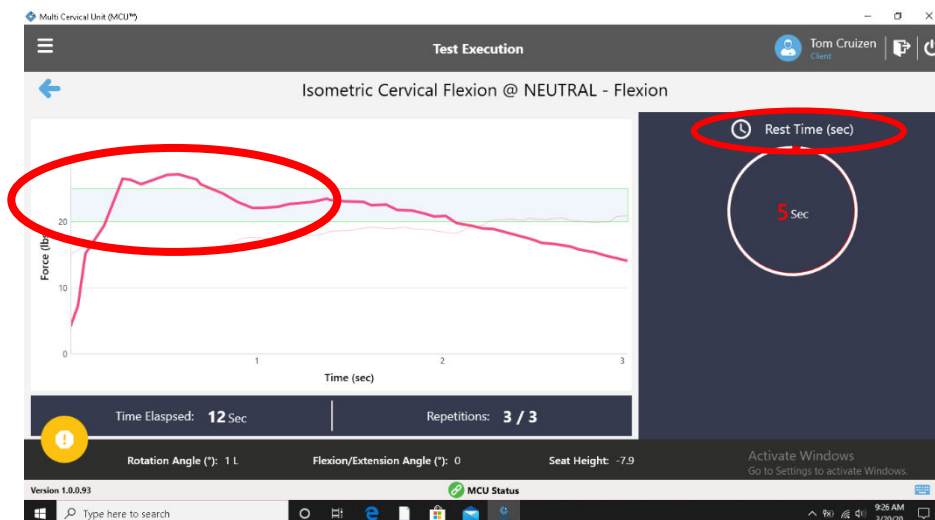 Multi Cervical Unit (MCU™)
Test Execution
Tom Cruizen
Client
Isometric Cervical Flexion @ NEUTRAL - Flexion
Rest Time (sec)
5 Sec
20
10
0
1
2
3
Time (sec)
Time Elaspsed: 12 Sec
Repetitions: 3 / 3
Rotation Angle (°): 1 L
Flexion/Extension Angle (°): 0
Seat Height: -7.9
Activate Windows
Go to Settings to activate Windows.
Version 1.0.0.93
MCU Status
Type here to search
9:26 AM